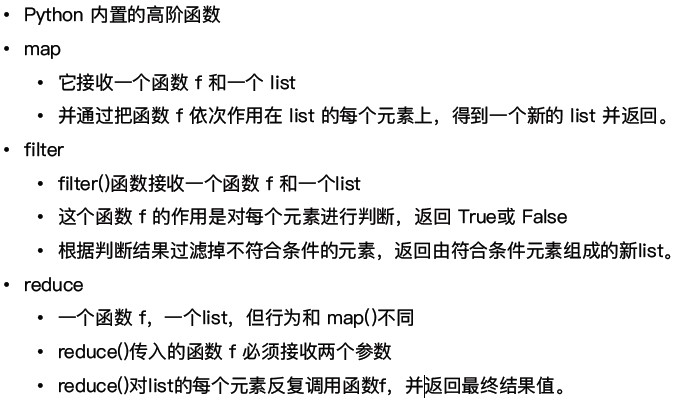 • Python 内置的高阶函数
• map
• 它接收一个函数 f 和一个 list
• 并通过把函数 f 依次作用在 list 的每个元素上，得到一个新的 list 并返回。
• filter
• filter()函数接收一个函数 f 和一个list
• 这个函数 f 的作用是对每个元素进行判断，返回 True或 False
• 根据判断结果过滤掉不符合条件的元素，返回由符合条件元素组成的新list。
• reduce
• 一个函数 f，一个list，但行为和 map()不同
• reduce()传入的函数 f 必须接收两个参数
• reduce()对list的每个元素反复调用函数f，并返回最终结果值。